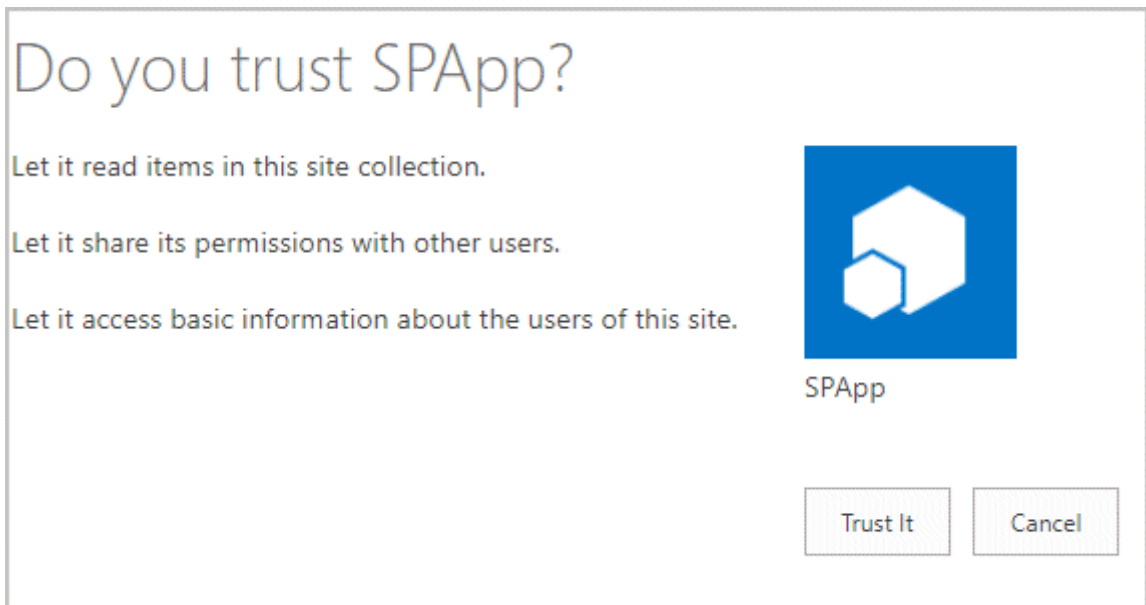 Do you trust SPApp?
Let it read items in this site collection.
Let it share its permissions with other users.
Let it access basic information about the users of this site.
SPApp
Trust It
Cancel